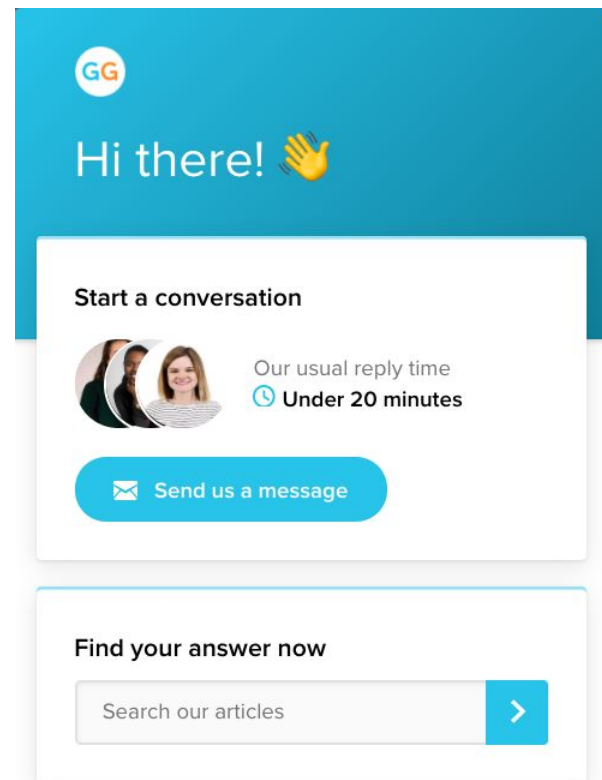 GG
Hi there! 👋
Start a conversation
Our usual reply time
Under 20 minutes
Send us a message
Find your answer now
Search our articles